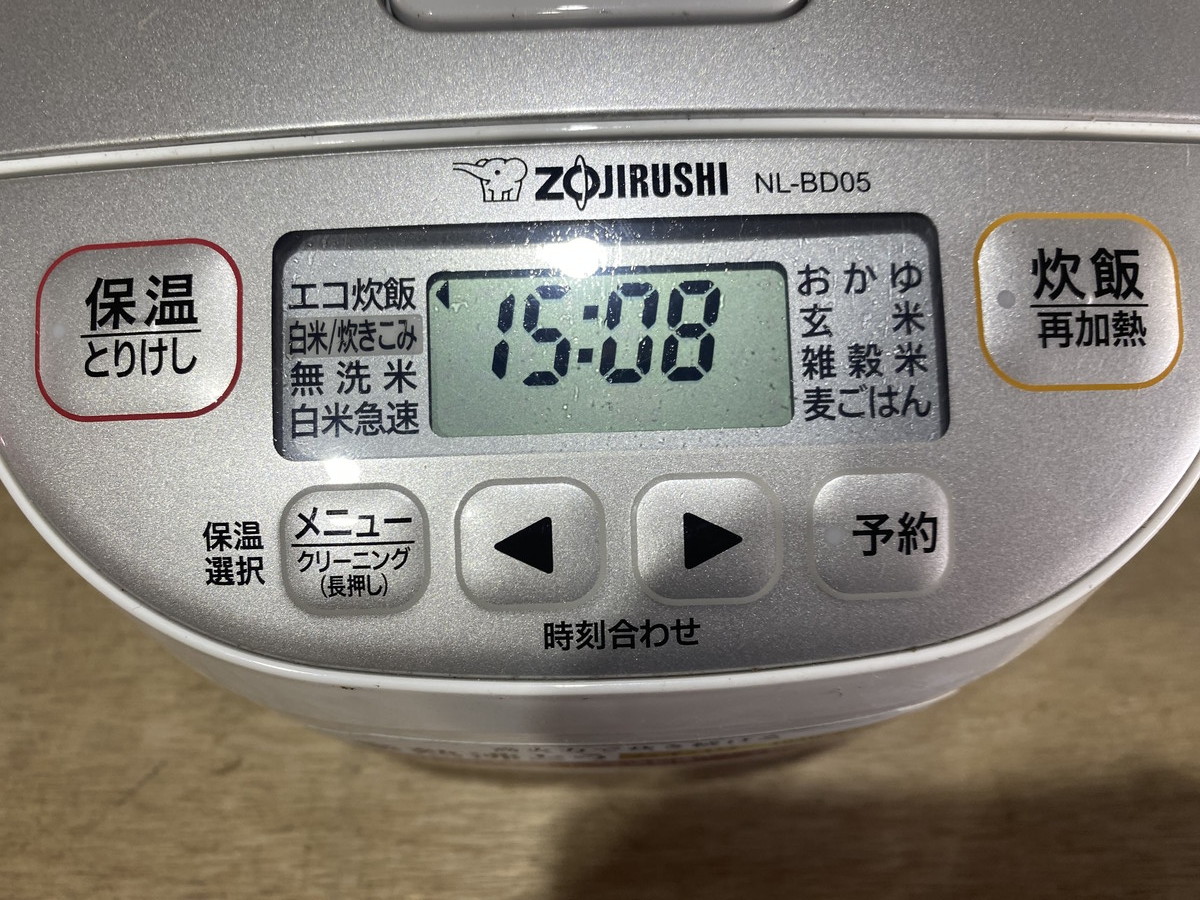 ZOJIRUSHI NL-BD05
保温
とりけし
エコ炊飯
白米/炊きこみ
無洗米
白米急速
15:08
おかゆ
玄米
雑穀米
麦ごはん
炊飯
再加熱
保温
選択
メニュー
クリーニング
(長押し)
予約
時刻合わせ